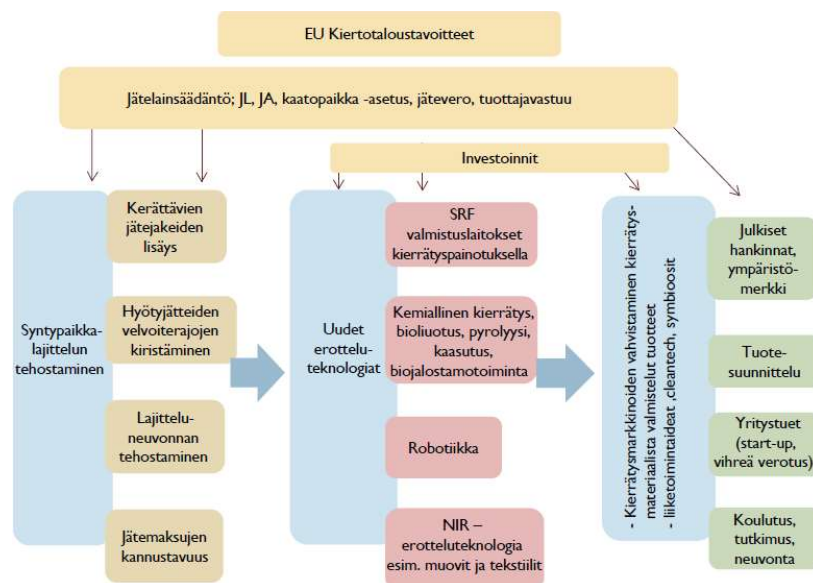 EU Kiertotaloustavoitteet
Jätelainsäädäntö; JL, JA, kaatopaikka -asetus, jätevero, tuottajavastuu
Investoinnit
Syntypaikka-
lajittelun
tehostaminen
Kerättävien
jätejakeiden
lisäys
Hyötyjätteiden
velvoiterajojen
kiristäminen
Lajittelu-
neuvonnan
tehostaminen
Jätemaksujen
kannustavuus
Uudet
erottelu-
teknologiat
SRF
valmistuslaitokset
kierrätyspainotuksella
Kemiallinen kierrätys,
bioliuotus, pyrolyysi,
kaasutus,
biojalostamotoiminta
Robotiikka
NIR –
erotteluteknologia
esim. muovit ja tekstiilit
- Kierrätysmarkkinoiden vahvistaminen kierrätys-
materiaalista valmistelut tuotteet
- liiketoimintaideat ,cleantech, symbioosit
Julkiset
hankinnat,
ympäristö-
merkki
Tuote-
suunnittelu
Yritystuet
(start-up,
vihreä verotus)
Koulutus,
tutkimus,
neuvonta